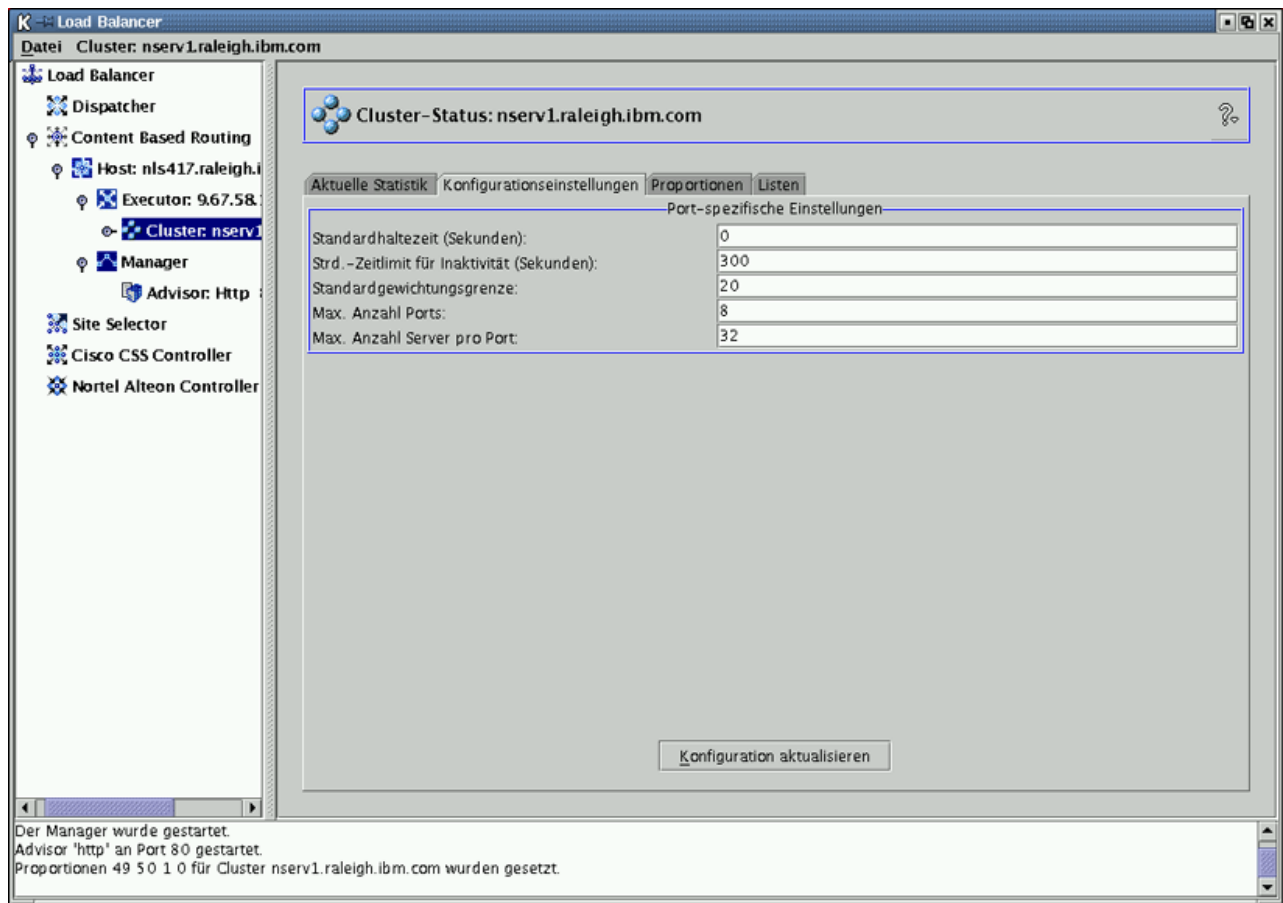 Load Balancer
Datei Cluster: nserv1.raleigh.ibm.com
Load Balancer
Dispatcher
Content Based Routing
Host: nls417.raleigh.i
Executor: 9.67.58.
Cluster: nserv1
Manager
Advisor: Http
Site Selector
Cisco CSS Controller
Nortel Alteon Controller
Cluster-Status: nserv1.raleigh.ibm.com
?
Aktuelle Statistik Konfigurationseinstellungen Proportionen Listen
Port-spezifische Einstellungen
Standardhaltezeit (Sekunden): 0
Strd.-Zeitlimit für Inaktivität (Sekunden): 300
Standardgewichtungsgrenze: 20
Max. Anzahl Ports: 8
Max. Anzahl Server pro Port: 32
Konfiguration aktualisieren
Der Manager wurde gestartet.
Advisor 'http' an Port 80 gestartet.
Proportionen 49 50 1 0 für Cluster nserv1.raleigh.ibm.com wurden gesetzt.